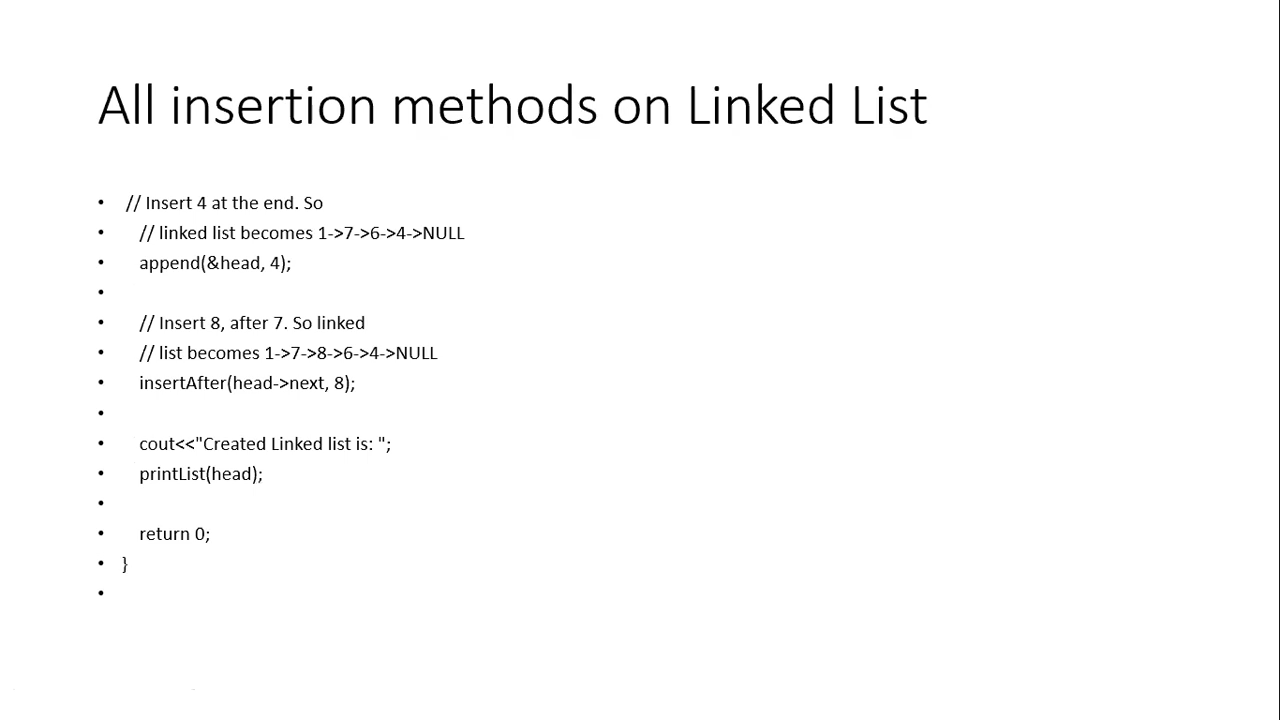 All insertion methods on Linked List
• // Insert 4 at the end. So
• // linked list becomes 1->7->6->4->NULL
• append(&head, 4);
•
• // Insert 8, after 7. So linked
• // list becomes 1->7->8->6->4->NULL
• insertAfter(head->next, 8);
•
• cout<<"Created Linked list is: ";
• printList(head);
•
• return 0;
• }
•